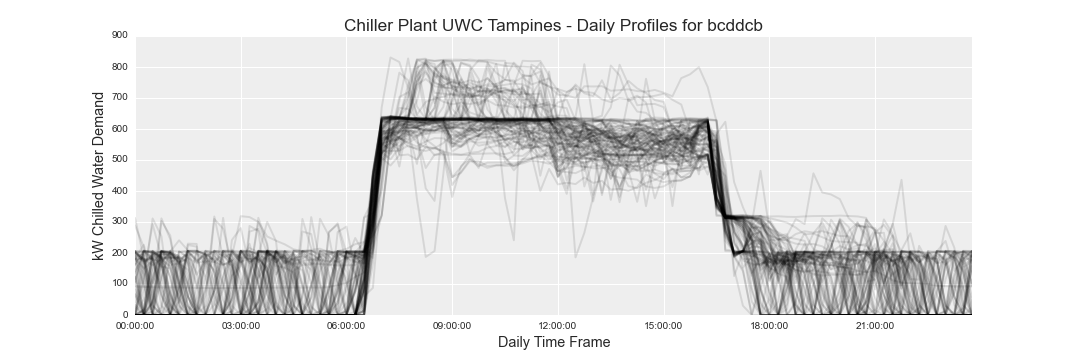 Chiller Plant UWC Tampines - Daily Profiles for bcddcb
900
800
700
600
500
400
300
200
100
0
kW Chilled Water Demand
00:00:00 03:00:00 06:00:00 09:00:00 12:00:00 15:00:00 18:00:00 21:00:00
Daily Time Frame